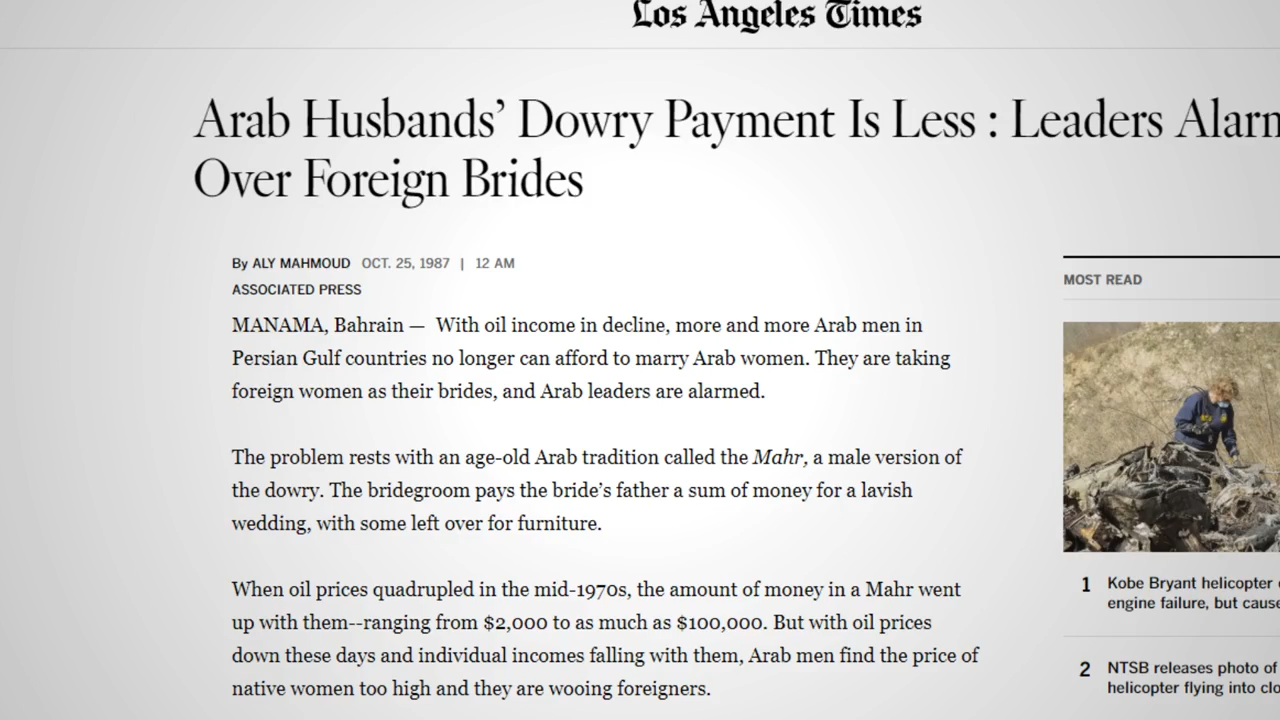 Los Angeles Times
Arab Husbands’ Dowry Payment Is Less : Leaders
Over Foreign Brides
By ALY MAHMOUD OCT. 25, 1987 | 12 AM
ASSOCIATED PRESS
MANAMA, Bahrain — With oil income in decline, more and more Arab men in
Persian Gulf countries no longer can afford to marry Arab women. They are taking
foreign women as their brides, and Arab leaders are alarmed.
The problem rests with an age-old Arab tradition called the Mahr, a male version of
the dowry. The bridegroom pays the bride’s father a sum of money for a lavish
wedding, with some left over for furniture.
When oil prices quadrupled in the mid-1970s, the amount of money in a Mahr went
up with them--ranging from $2,000 to as much as $100,000. But with oil prices
down these days and individual incomes falling with them, Arab men find the price of
native women too high and they are wooing foreigners.
MOST READ
1 Kobe Bryant helicopter
engine failure, but
2 NTSB releases photo of
helicopter flying into